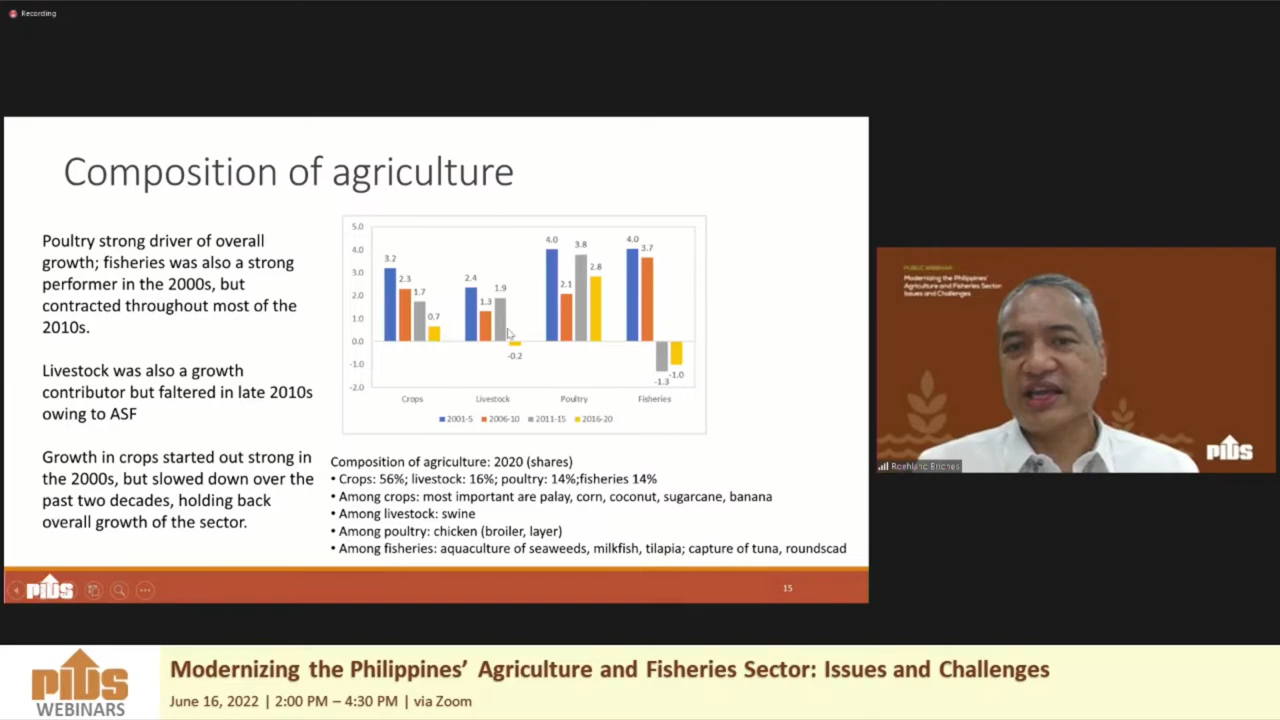 Recording
Composition of agriculture
Poultry strong driver of overall
growth; fisheries was also a strong
performer in the 2000s, but
contracted throughout most of the
2010s.
Livestock was also a growth
contributor but faltered in late 2010s
owing to ASF
Growth in crops started out strong in
the 2000s, but slowed down over the
past two decades, holding back
overall growth of the sector.
5.0
4.0
3.0
2.0
1.0
0.0
-1.0
-2.0
3.2
2.3
1.7
0.7
2.4
1.3
1.9
-0.2
4.0
2.1
3.8
2.8
4.0
3.7
-1.3
-1.0
Crops Livestock Poultry Fisheries
2001-5 2006-10 2011-15 2016-20
Composition of agriculture: 2020 (shares)
• Crops: 56%; livestock: 16%; poultry: 14%;fisheries 14%
• Among crops: most important are palay, corn, coconut, sugarcane, banana
• Among livestock: swine
• Among poultry: chicken (broiler, layer)
• Among fisheries: aquaculture of seaweeds, milkfish, tilapia; capture of tuna, roundscad
PIDS
15
PUBLIC WEBINAR
Modernizing the Philippines'
Agriculture and Fisheries Sector:
Issues and Challenges
PIDS
Roehlano Briones
PIDS
WEBINARS
Modernizing the Philippines' Agriculture and Fisheries Sector: Issues and Challenges
June 16, 2022 | 2:00 PM – 4:30 PM | via Zoom